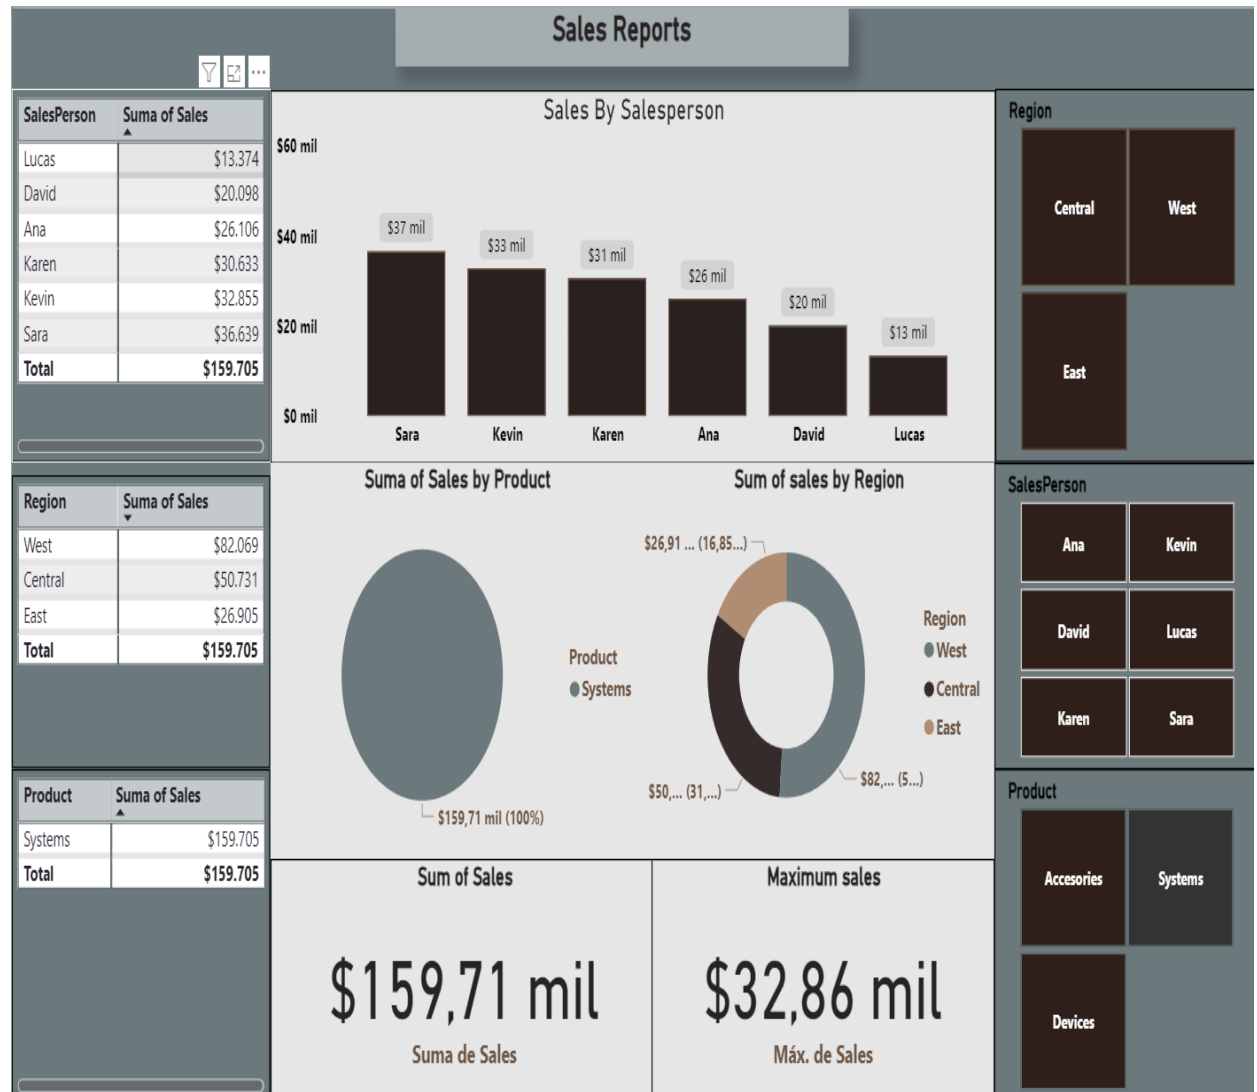 Sales Reports
SalesPerson Suma of Sales
Lucas $13.374
David $20.098
Ana $26.106
Karen $30.633
Kevin $32.855
Sara $36.639
Total $159.705
Sales By Salesperson
$60 mil
$40 mil
$20 mil
$0 mil
$37 mil
$33 mil
$31 mil
$26 mil
$20 mil
$13 mil
Sara Kevin Karen Ana David Lucas
Region
Central West
East
Region Suma of Sales
West $82.069
Central $50.731
East $26.905
Total $159.705
Suma of Sales by Product
Product
Systems
$159,71 mil (100%)
Sum of sales by Region
$26,91 ... (16,85...)
$50,... (31,...)
$82,... (5...)
Region
West
Central
East
SalesPerson
Ana Kevin
David Lucas
Karen Sara
Product Suma of Sales
Systems $159.705
Total $159.705
Sum of Sales
$159,71 mil
Suma de Sales
Maximum sales
$32,86 mil
Máx. de Sales
Product
Accesories Systems
Devices